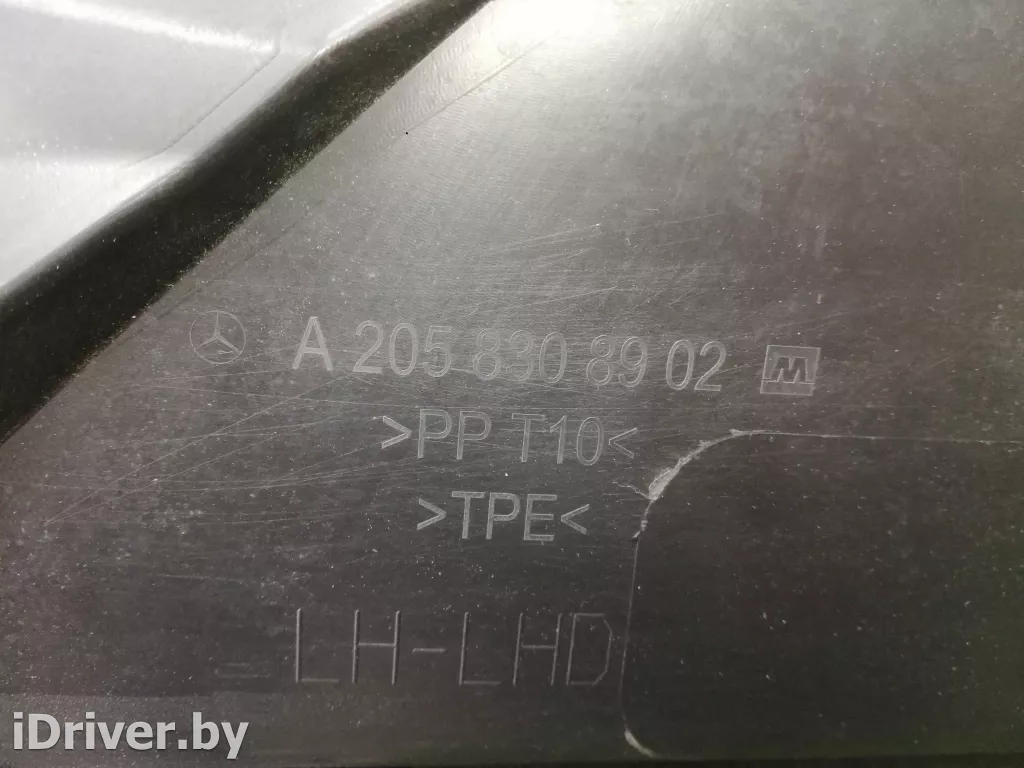 A 205 830 89 02 M
>PP T10<
>TPE<
LH-LHD
iDriver.by